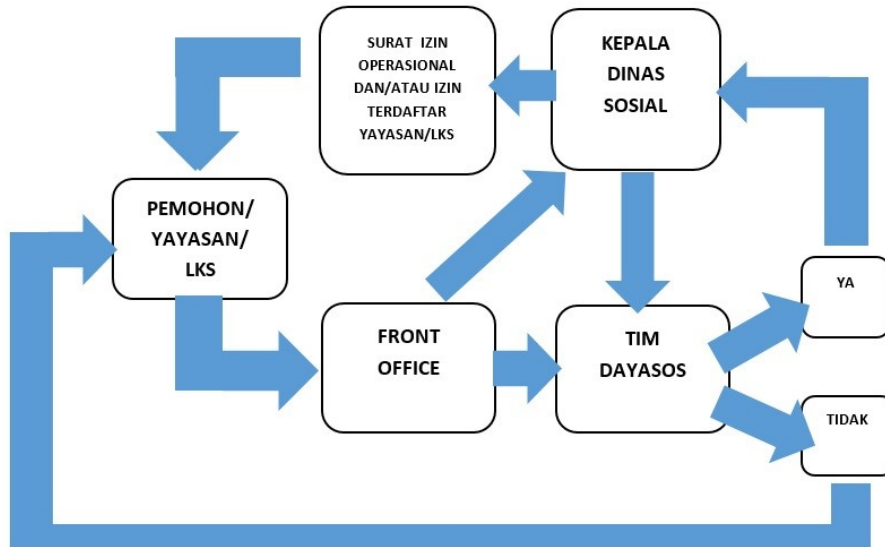 SURAT IZIN
OPERASIONAL
DAN/ATAU IZIN
TERDAFTAR
YAYASAN/LKS
KEPALA
DINAS
SOSIAL
PEMOHON/
YAYASAN/
LKS
FRONT
OFFICE
TIM
DAYASOS
YA
TIDAK